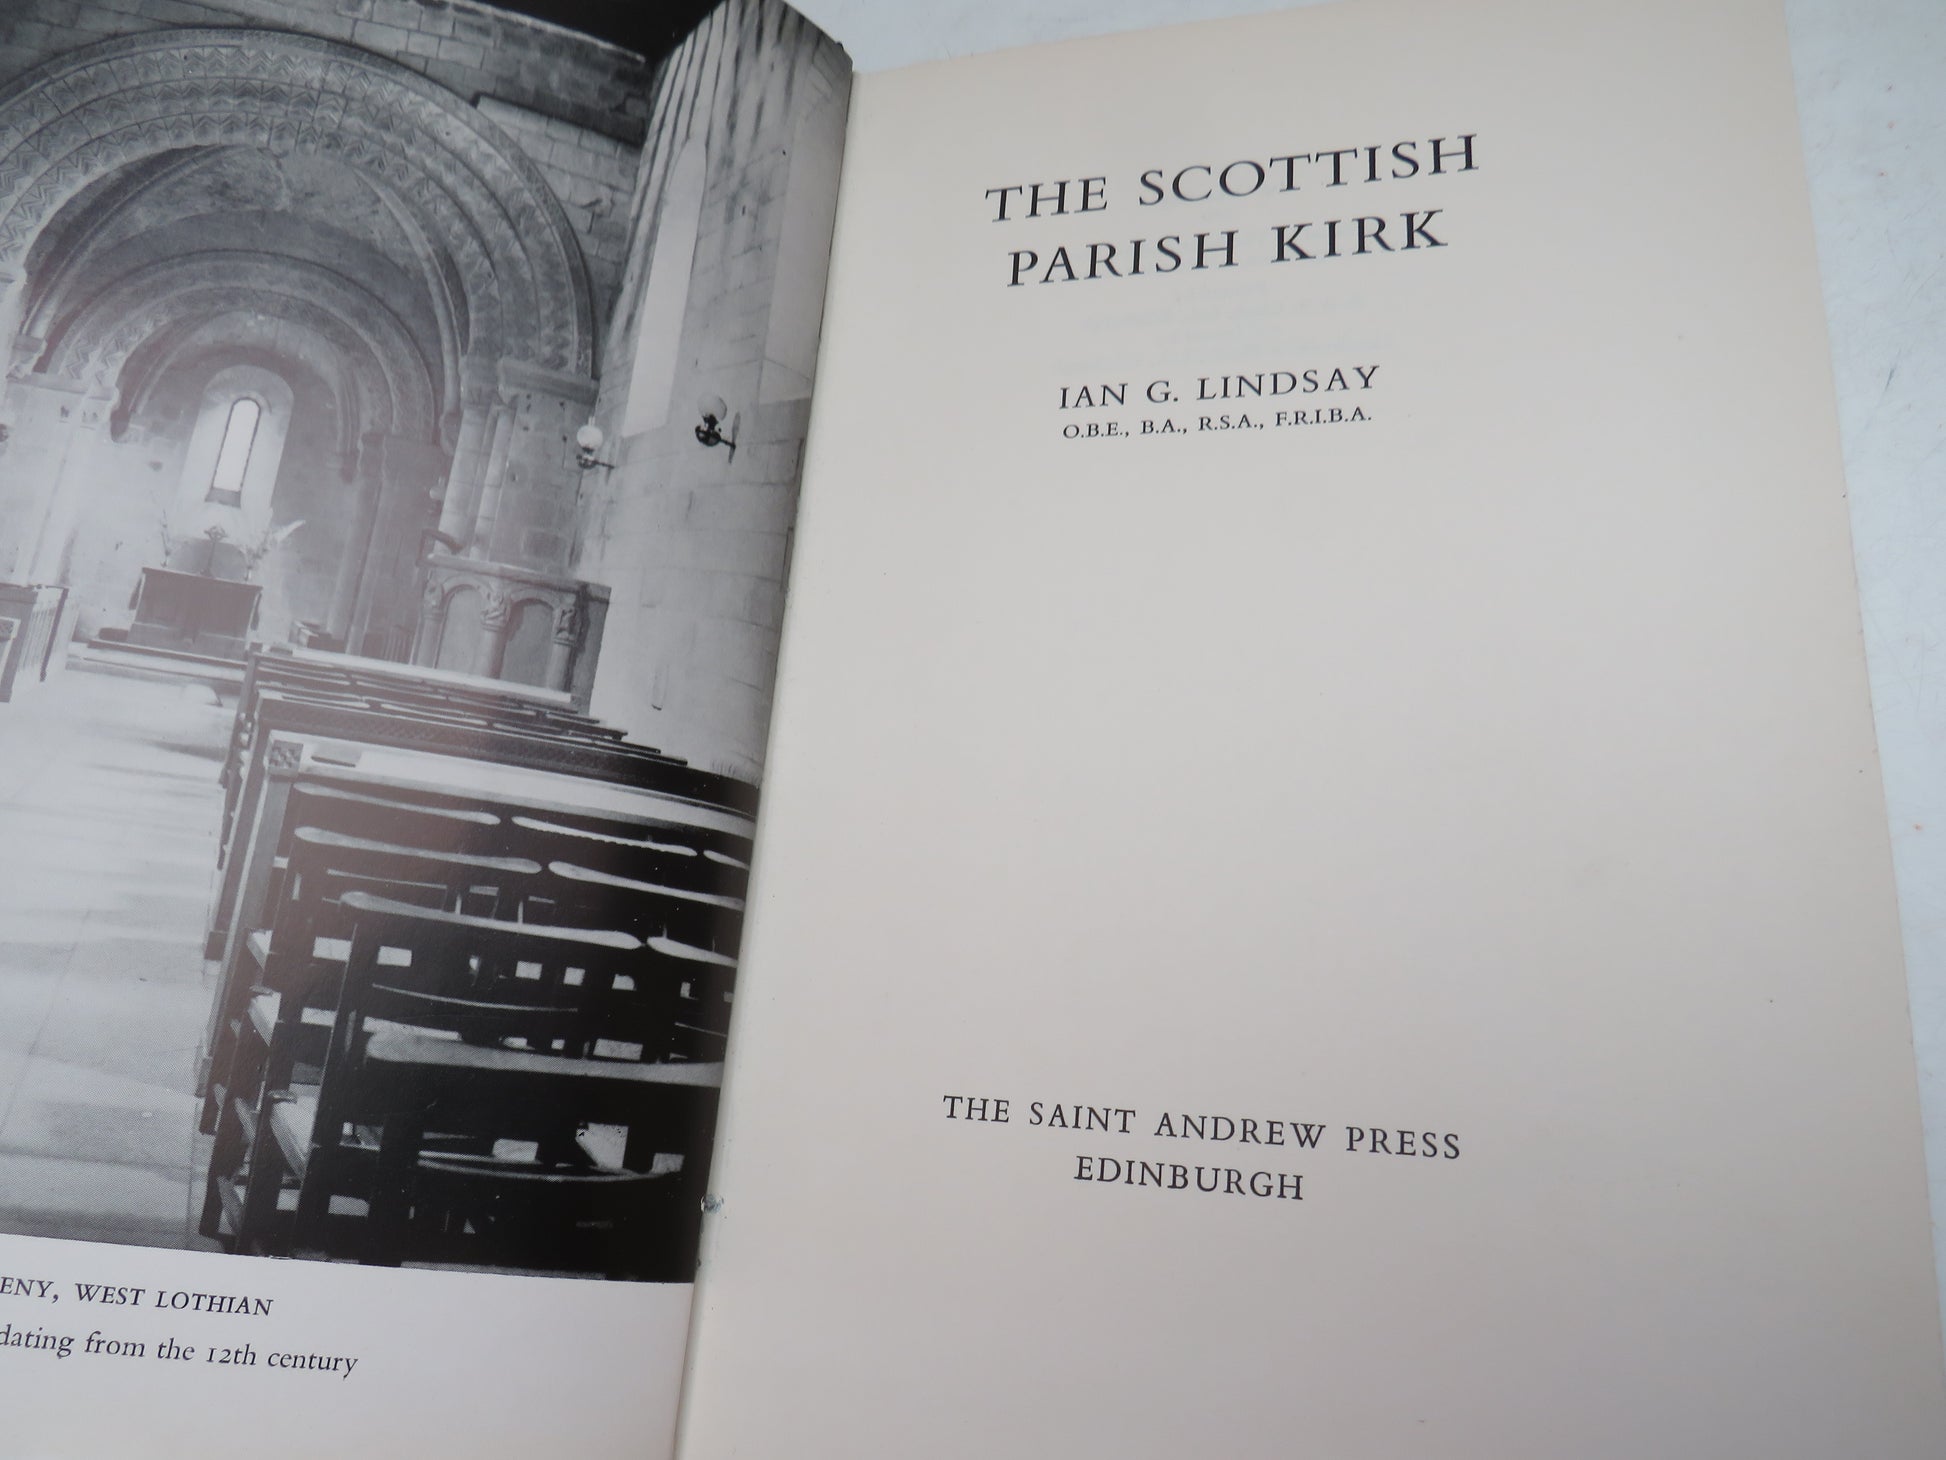 ENY, WEST LOTHIAN
dating from the 12th century
THE SCOTTISH
PARISH KIRK
IAN G. LINDSAY
O.B.E., B.A., R.S.A., F.R.I.B.A.
THE SAINT ANDREW PRESS
EDINBURGH